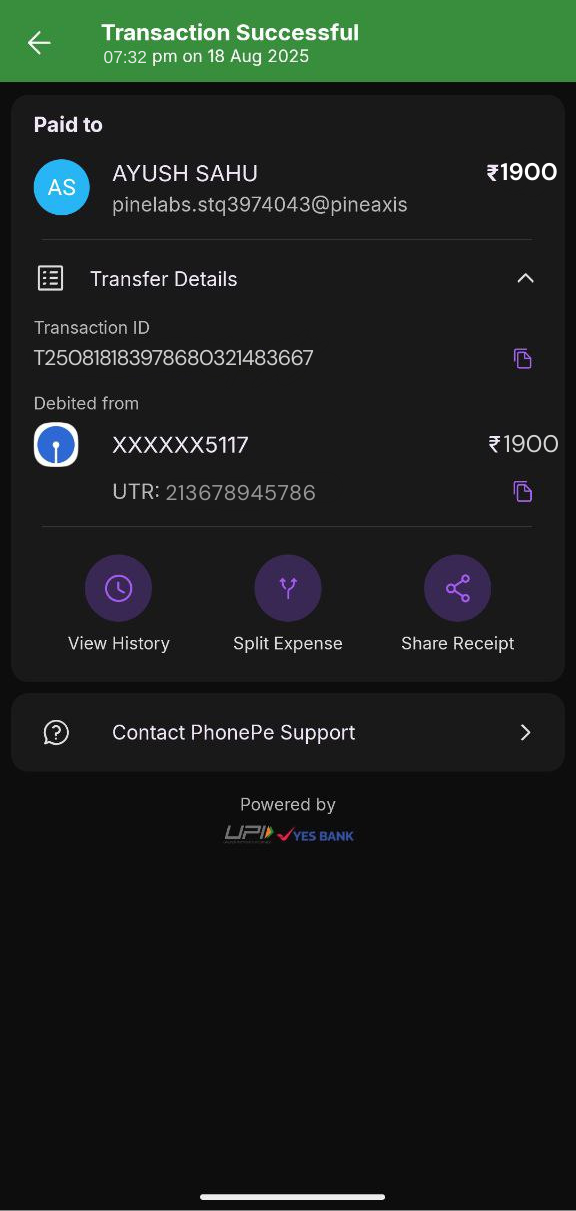 Transaction Successful
07:32 pm on 18 Aug 2025
Paid to
AS
AYUSH SAHU
₹1900
pinelabs.stq3974043@pineaxis
Transfer Details
Transaction ID
T250818183978680321483667
Debited from
XXXXXX5117
₹1900
UTR: 213678945786
View History
Split Expense
Share Receipt
Contact PhonePe Support
Powered by
UPI YES BANK